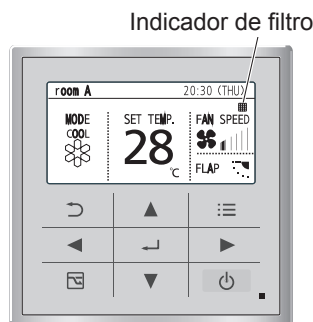 Indicador de filtro
room A 20:30 (THU)
MODE SET TEMP. FAN SPEED
COOL
28 °C
FLAP